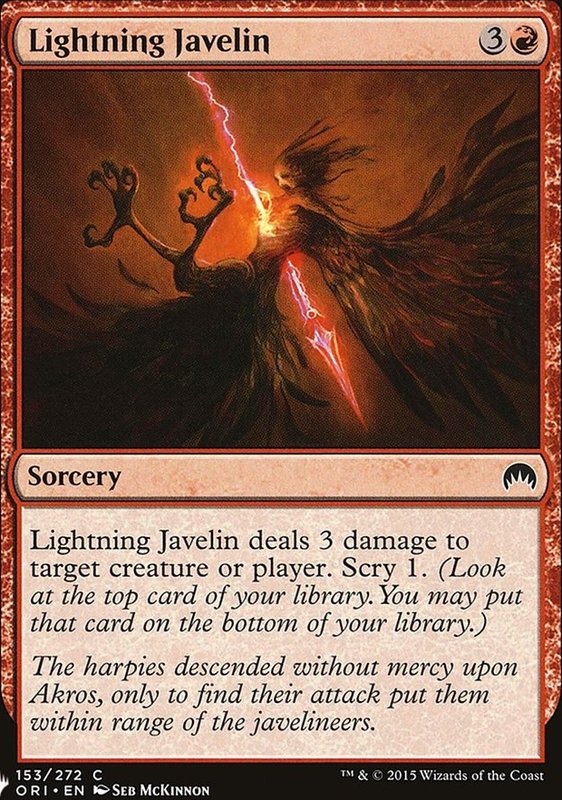 Lightning Javelin 3
Sorcery
Lightning Javelin deals 3 damage to
target creature or player. Scry 1. (Look
at the top card of your library. You may put
that card on the bottom of your library.)
The harpies descended without mercy upon
Akros, only to find their attack put them
within range of the javelineers.
153/272 C
ORI • EN Seb McKinnon
™ & © 2015 Wizards of the Coast